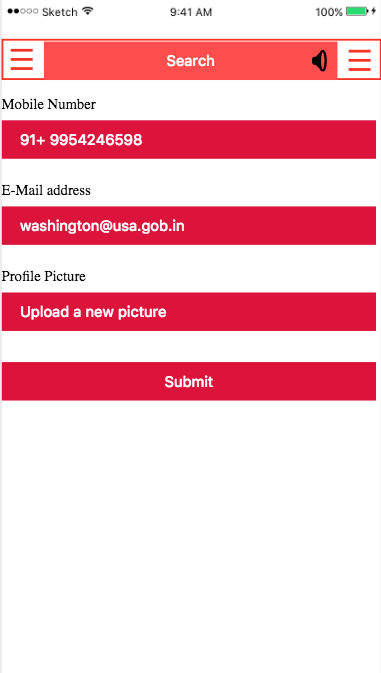 Sketch 9:41 AM 100%
Search
Mobile Number
91+ 9954246598
E-Mail address
washington@usa.gob.in
Profile Picture
Upload a new picture
Submit